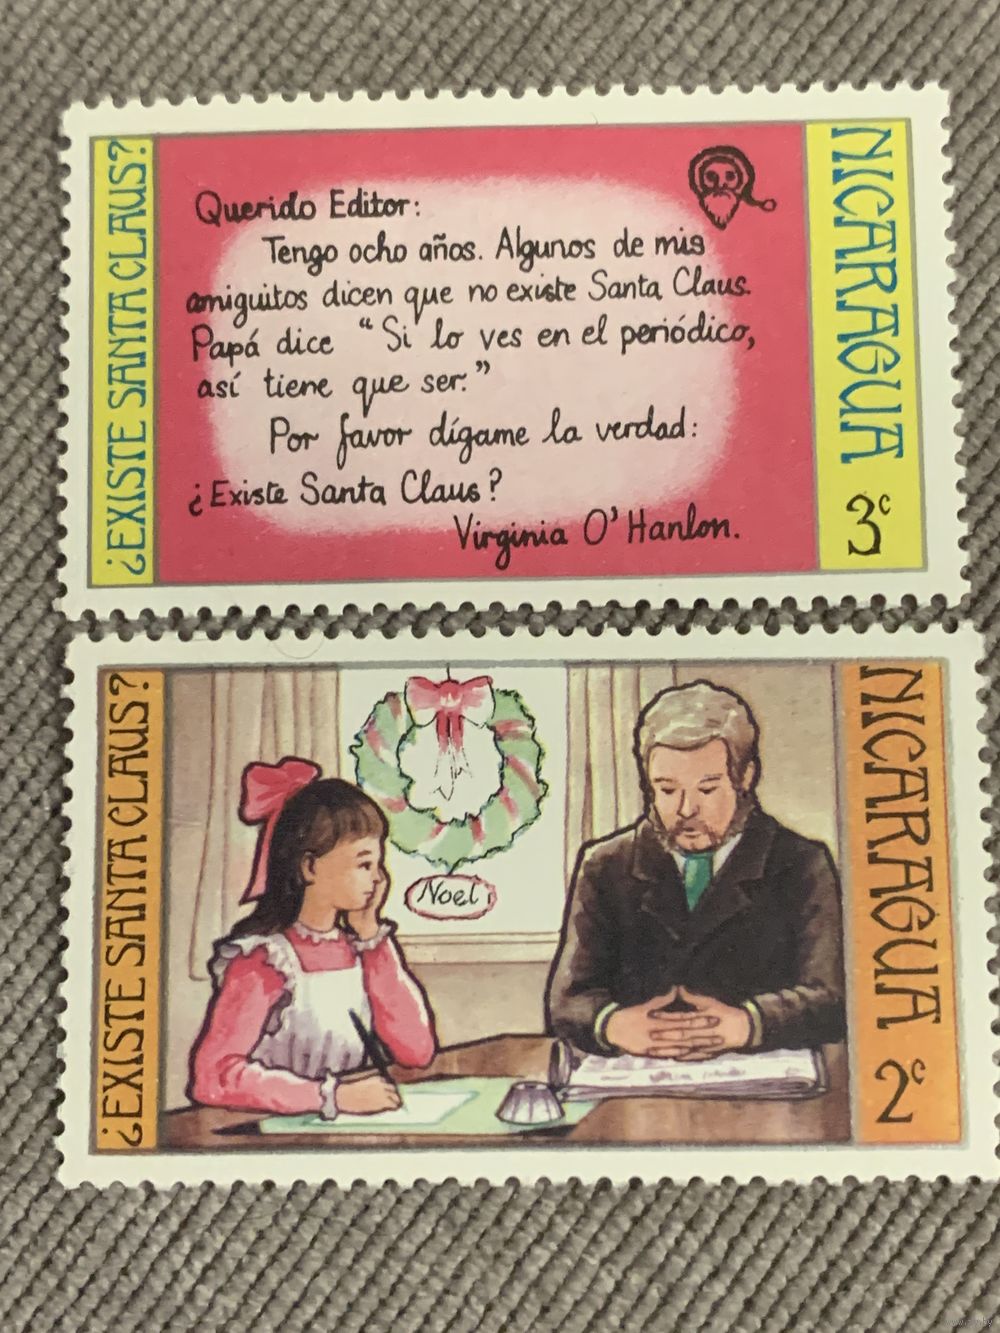 ¿EXISTE SANTA CLAUS?
Querido Editor:
Tengo ocho años. Algunos de mis
amiguitos dicen que no existe Santa Claus.
Papá dice “Si lo ves en el periódico,
así tiene que ser.”
Por favor dígame la verdad:
¿Existe Santa Claus?
Virginia O'Hanlon.
NICARAGUA
3c
¿EXISTE SANTA CLAUS?
Noel
NICARAGUA
2c